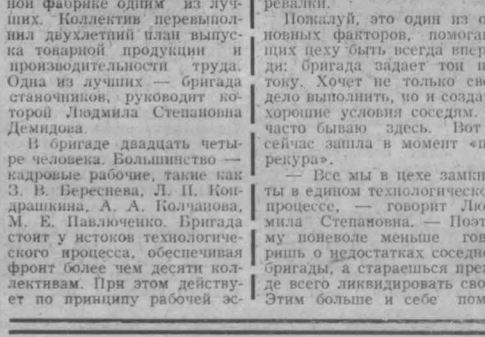 ной фабрике одним из луч-
ших. Коллектив перевыпол-
нил двухлетний план выпус-
ка товарной продукции и
производительности труда.
Одна из лучших — бригада
станочников, руководит ко-
торой Людмила Степановна
Демидова.
В бригаде двадцать четы-
ре человека. Большинство —
кадровые рабочие, такие как
З. В. Береснева, Л. П. Кон-
драшкина, А. А. Колчанова,
М. Е. Павлюченко. Бригада
стоит у истоков технологиче-
ского процесса, обеспечивая
фронт более чем десяти кол-
лективам. При этом действу-
ет по принципу рабочей эс-
ревалки.
Пожалуй, это один из о
новных факторов, помога
щих цеху быть всегда впер
ди: бригада задает тон п
току. Хочет не только сво
дело выполнить, но и созда
хорошие условия соседям.
часто бываю здесь. Вот
сейчас зашла в момент «п
рекура».
— Все мы в цехе замкн
ты в едином технологическо
процессе, — говорит Лю
мила Степановна. — Поэт
му поневоле меньше гов
ришь о недостатках соседне
бригады, а стараешься преж
де всего ликвидировать сво
Этим больше и себе пом